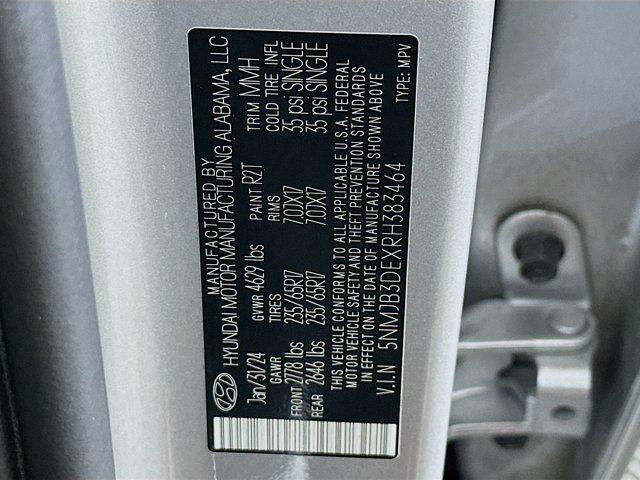 MANUFACTURED BY
HYUNDAI MOTOR MANUFACTURING ALABAMA, LLC
Jan/31/24 GVWR 4629 lbs PAINT R2T TRIM MMH
GAWR TIRES RIMS COLD TIRE INFL
FRONT 2778 lbs 235/65R17 7.0JX17 35 psi SINGLE
REAR 2646 lbs 235/65R17 7.0JX17 35 psi SINGLE
THIS VEHICLE CONFORMS TO ALL APPLICABLE U.S.A. FEDERAL
MOTOR VEHICLE SAFETY AND THEFT PREVENTION STANDARDS
IN EFFECT ON THE DATE OF MANUFACTURE SHOWN ABOVE
V.I.N 5NMJB3DEXRH383464 TYPE: MPV